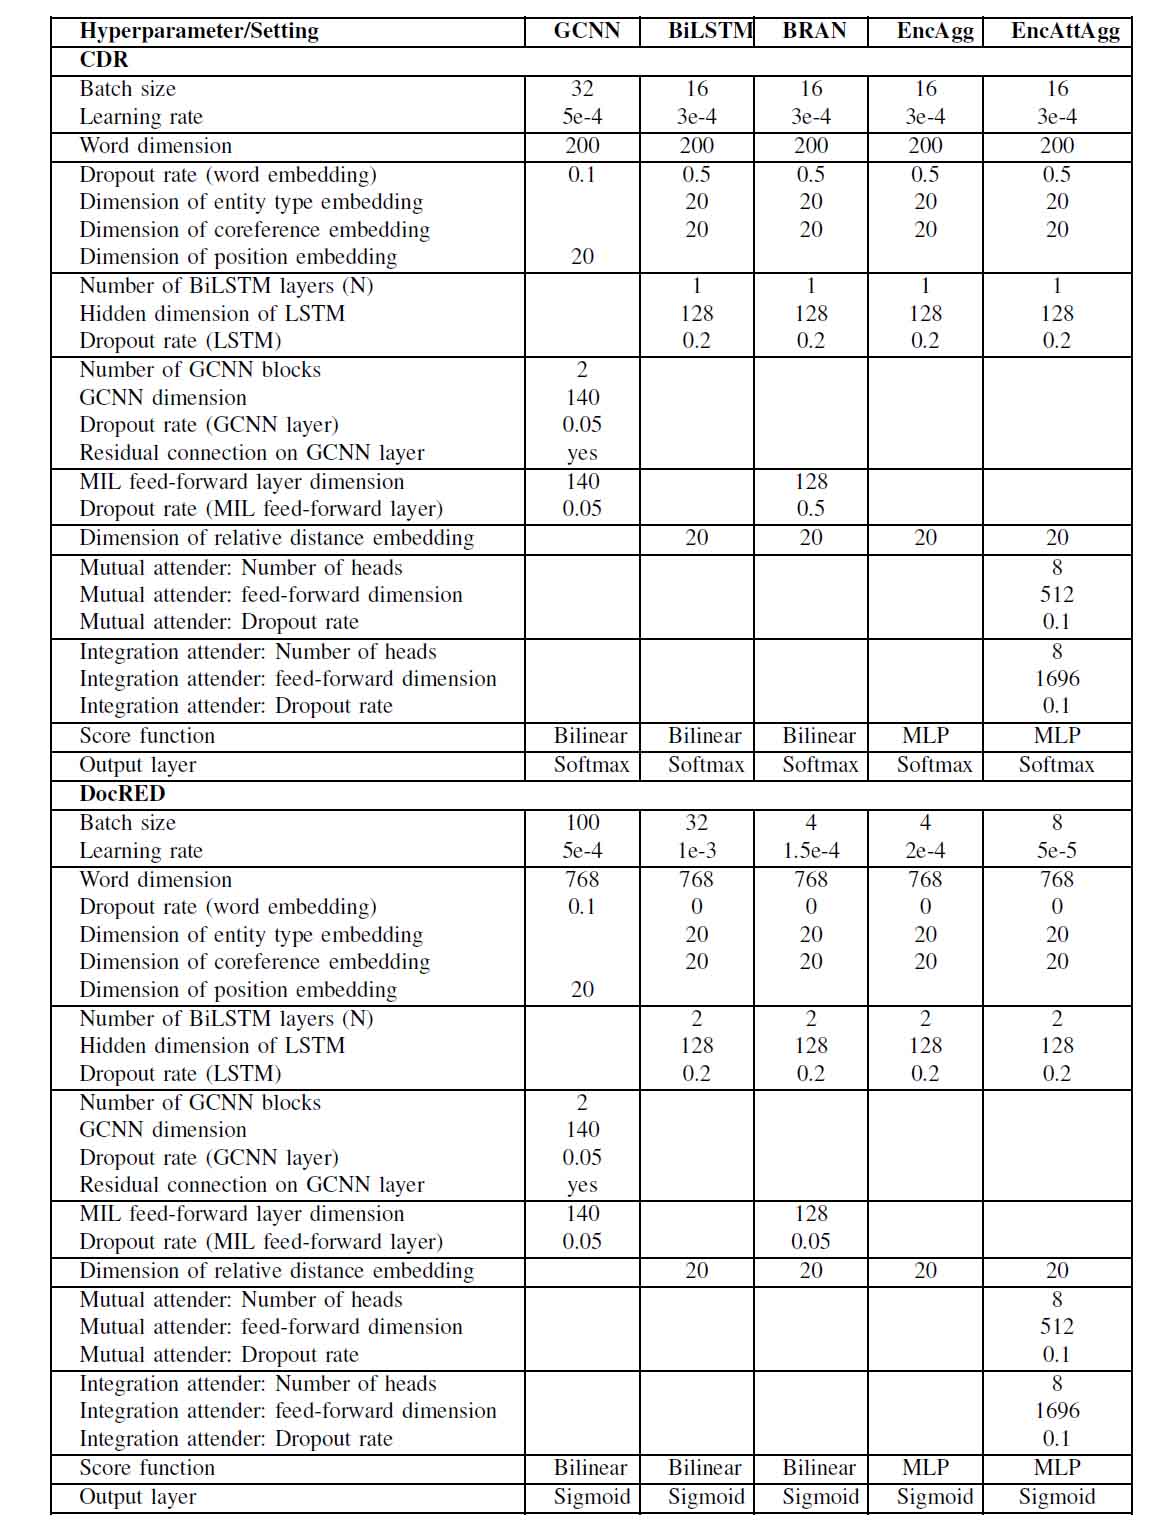 Hyperparameter/Setting GCNN BiLSTM BRAN EncAgg EncAttAgg
CDR
Batch size 32 16 16 16 16
Learning rate 5e-4 3e-4 3e-4 3e-4 3e-4
Word dimension 200 200 200 200 200
Dropout rate (word embedding) 0.1 0.5 0.5 0.5 0.5
Dimension of entity type embedding 20 20 20 20
Dimension of coreference embedding 20 20 20 20
Dimension of position embedding 20
Number of BiLSTM layers (N) 1 1 1 1
Hidden dimension of LSTM 128 128 128 128
Dropout rate (LSTM) 0.2 0.2 0.2 0.2
Number of GCNN blocks 2
GCNN dimension 140
Dropout rate (GCNN layer) 0.05
Residual connection on GCNN layer yes
MIL feed-forward layer dimension 140 128
Dropout rate (MIL feed-forward layer) 0.05 0.5
Dimension of relative distance embedding 20 20 20 20
Mutual attender: Number of heads 8
Mutual attender: feed-forward dimension 512
Mutual attender: Dropout rate 0.1
Integration attender: Number of heads 8
Integration attender: feed-forward dimension 1696
Integration attender: Dropout rate 0.1
Score function Bilinear Bilinear Bilinear MLP MLP
Output layer Softmax Softmax Softmax Softmax Softmax
DocRED
Batch size 100 32 4 4 8
Learning rate 5e-4 1e-3 1.5e-4 2e-4 5e-5
Word dimension 768 768 768 768 768
Dropout rate (word embedding) 0.1 0 0 0 0
Dimension of entity type embedding 20 20 20 20
Dimension of coreference embedding 20 20 20 20
Dimension of position embedding 20
Number of BiLSTM layers (N) 2 2 2 2
Hidden dimension of LSTM 128 128 128 128
Dropout rate (LSTM) 0.2 0.2 0.2 0.2
Number of GCNN blocks 2
GCNN dimension 140
Dropout rate (GCNN layer) 0.05
Residual connection on GCNN layer yes
MIL feed-forward layer dimension 140 128
Dropout rate (MIL feed-forward layer) 0.05 0.05
Dimension of relative distance embedding 20 20 20 20
Mutual attender: Number of heads 8
Mutual attender: feed-forward dimension 512
Mutual attender: Dropout rate 0.1
Integration attender: Number of heads 8
Integration attender: feed-forward dimension 1696
Integration attender: Dropout rate 0.1
Score function Bilinear Bilinear Bilinear MLP MLP
Output layer Sigmoid Sigmoid Sigmoid Sigmoid Sigmoid